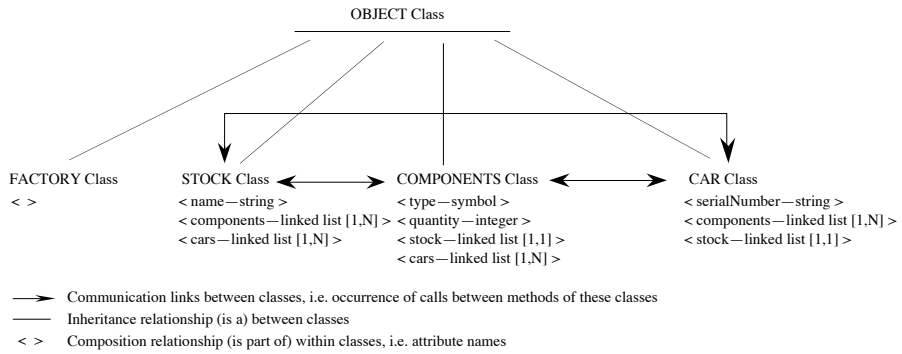 OBJECT Class
FACTORY Class
< >
STOCK Class
< name—string >
< components—linked list [1,N] >
< cars—linked list [1,N] >
COMPONENTS Class
< type—symbol >
< quantity—integer >
< stock—linked list [1,1] >
< cars—linked list [1,N] >
CAR Class
< serialNumber—string >
< components—linked list [1,N] >
< stock—linked list [1,1] >
Communication links between classes, i.e. occurrence of calls between methods of these classes
Inheritance relationship (is a) between classes
< > Composition relationship (is part of) within classes, i.e. attribute names